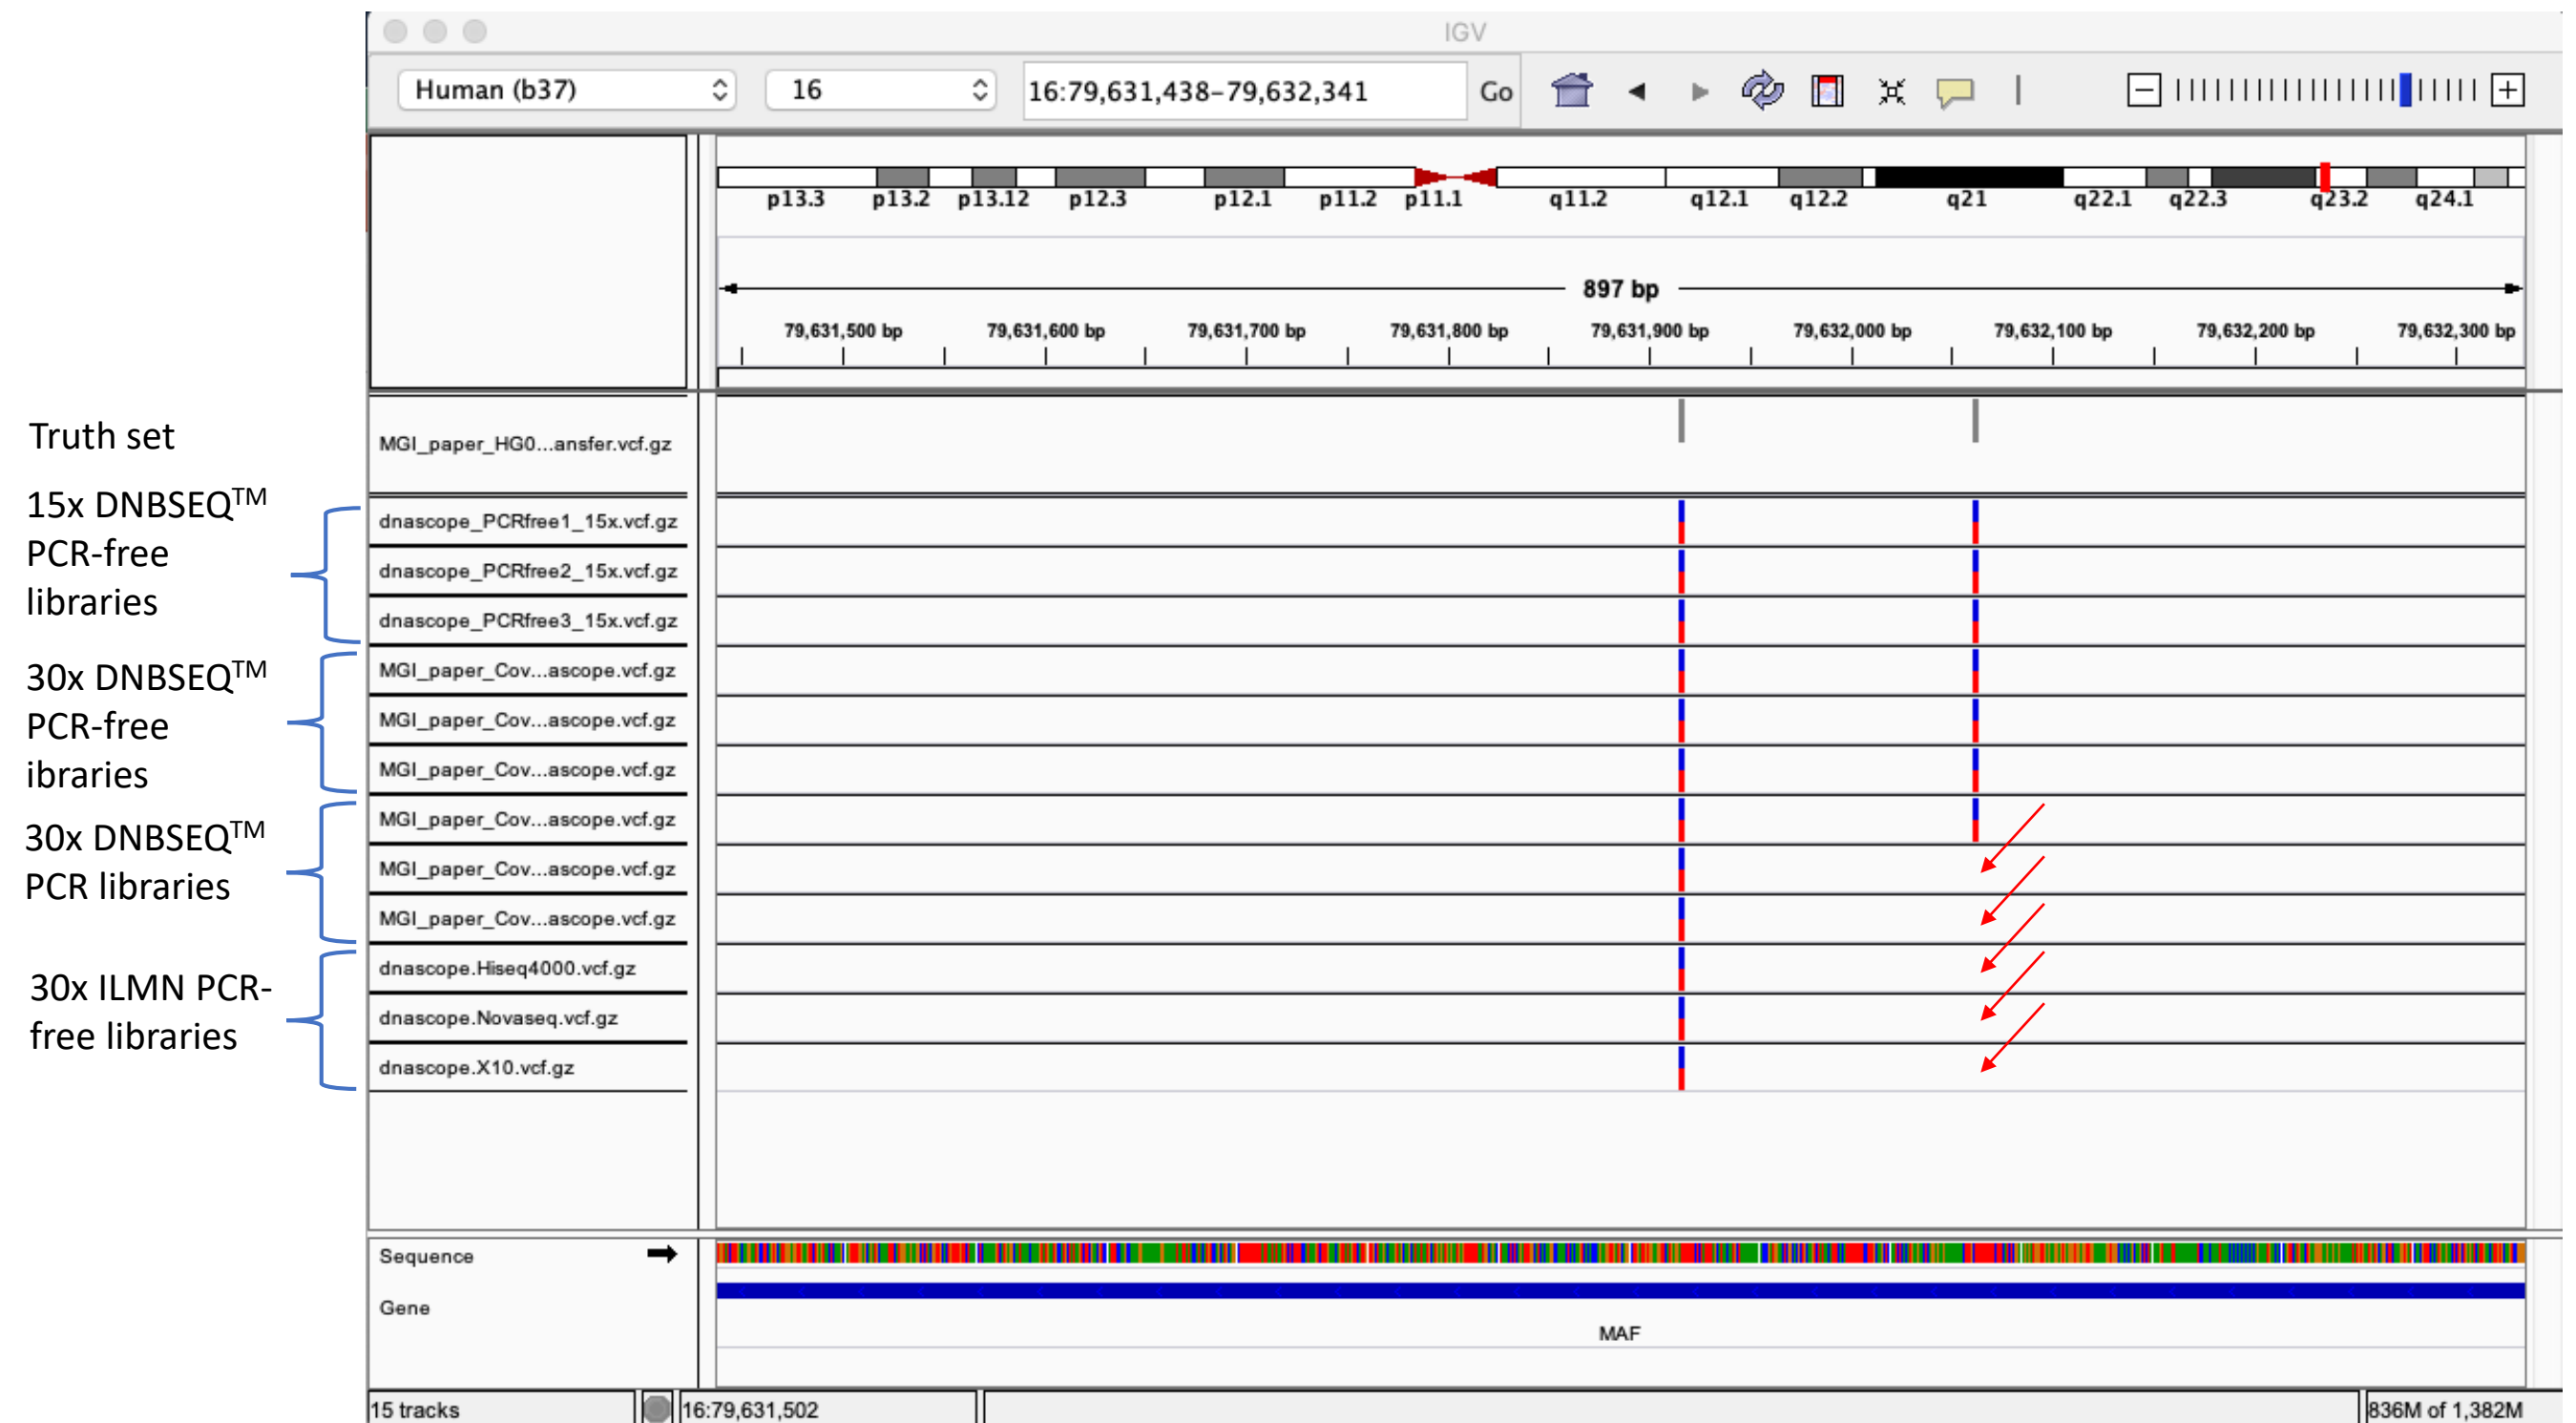 IGV
Human (b37)
16
16:79,631,438-79,632,341
Go
p13.3 p13.2 p13.12 p12.3 p12.1 p11.2 p11.1 q11.2 q12.1 q12.2 q21 q22.1 q22.3 q23.2 q24.1
897 bp
79,631,500 bp 79,631,600 bp 79,631,700 bp 79,631,800 bp 79,631,900 bp 79,632,000 bp 79,632,100 bp 79,632,200 bp 79,632,300 bp
Truth set
MGI_paper_HG0...ansfer.vcf.gz
15x DNBSEQTM
PCR-free
libraries
dnascope_PCRfree1_15x.vcf.gz
dnascope_PCRfree2_15x.vcf.gz
dnascope_PCRfree3_15x.vcf.gz
30x DNBSEQTM
PCR-free
ibraries
MGI_paper_Cov...ascope.vcf.gz
MGI_paper_Cov...ascope.vcf.gz
MGI_paper_Cov...ascope.vcf.gz
30x DNBSEQTM
PCR libraries
MGI_paper_Cov...ascope.vcf.gz
MGI_paper_Cov...ascope.vcf.gz
MGI_paper_Cov...ascope.vcf.gz
30x ILMN PCR-
free libraries
dnascope.Hiseq4000.vcf.gz
dnascope.Novaseq.vcf.gz
dnascope.X10.vcf.gz
Sequence
Gene
MAF
15 tracks
16:79,631,502
836M of 1,382M